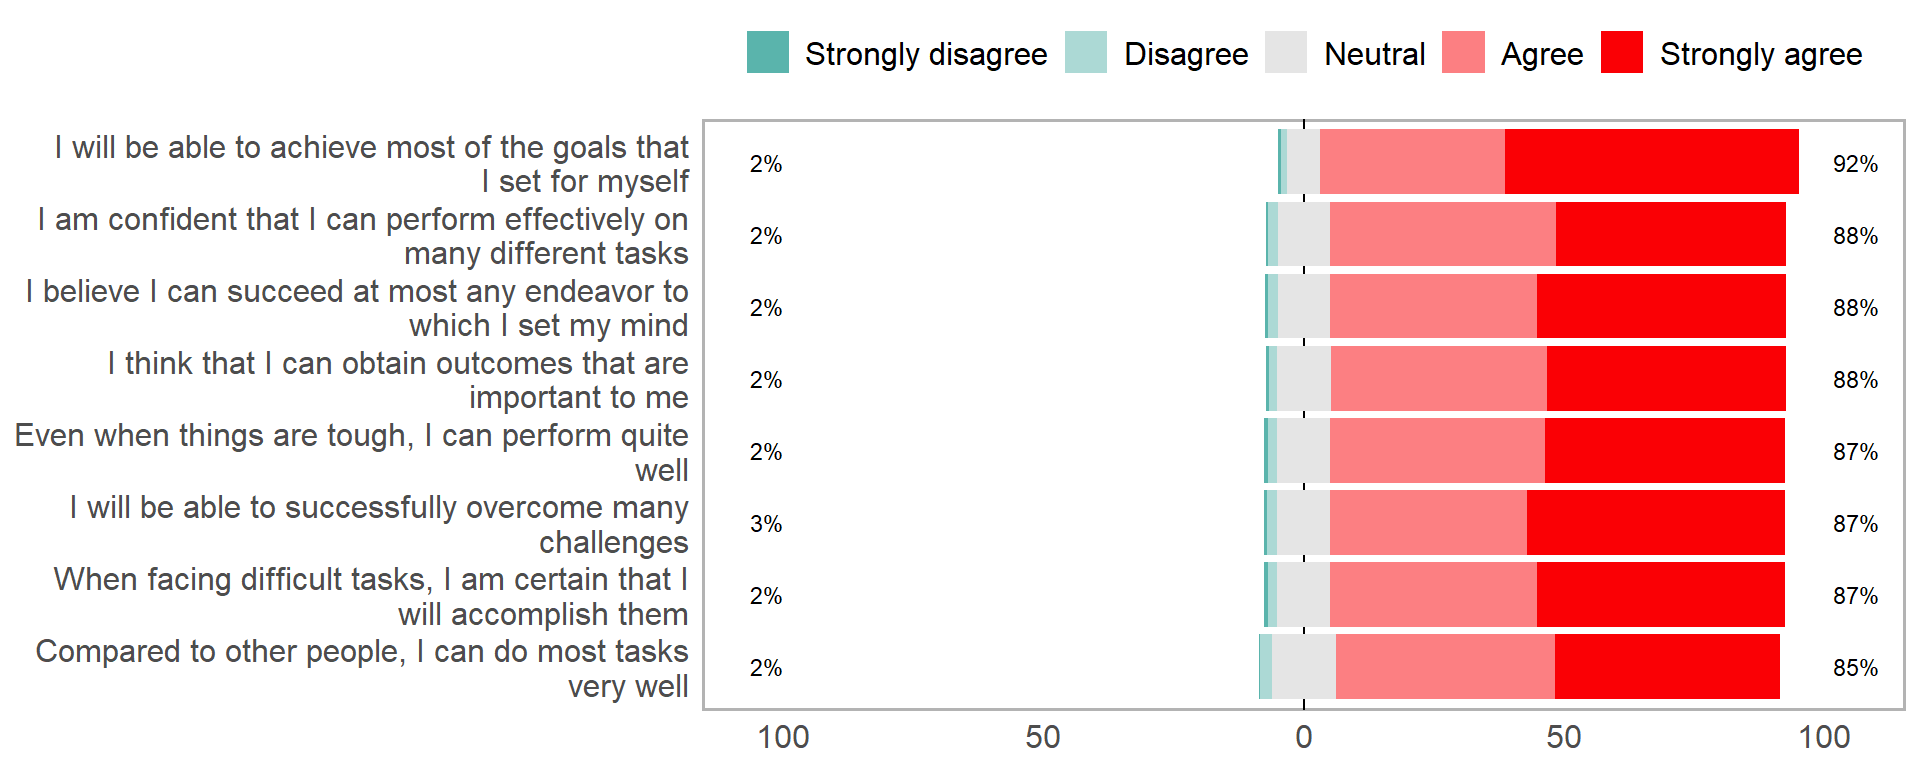 Strongly disagree Disagree Neutral Agree Strongly agree
I will be able to achieve most of the goals that
I set for myself
2% 92%
I am confident that I can perform effectively on
many different tasks
2% 88%
I believe I can succeed at most any endeavor to
which I set my mind
2% 88%
I think that I can obtain outcomes that are
important to me
2% 88%
Even when things are tough, I can perform quite
well
2% 87%
I will be able to successfully overcome many
challenges
3% 87%
When facing difficult tasks, I am certain that I
will accomplish them
2% 87%
Compared to other people, I can do most tasks
very well
2% 85%
100 50 0 50 100